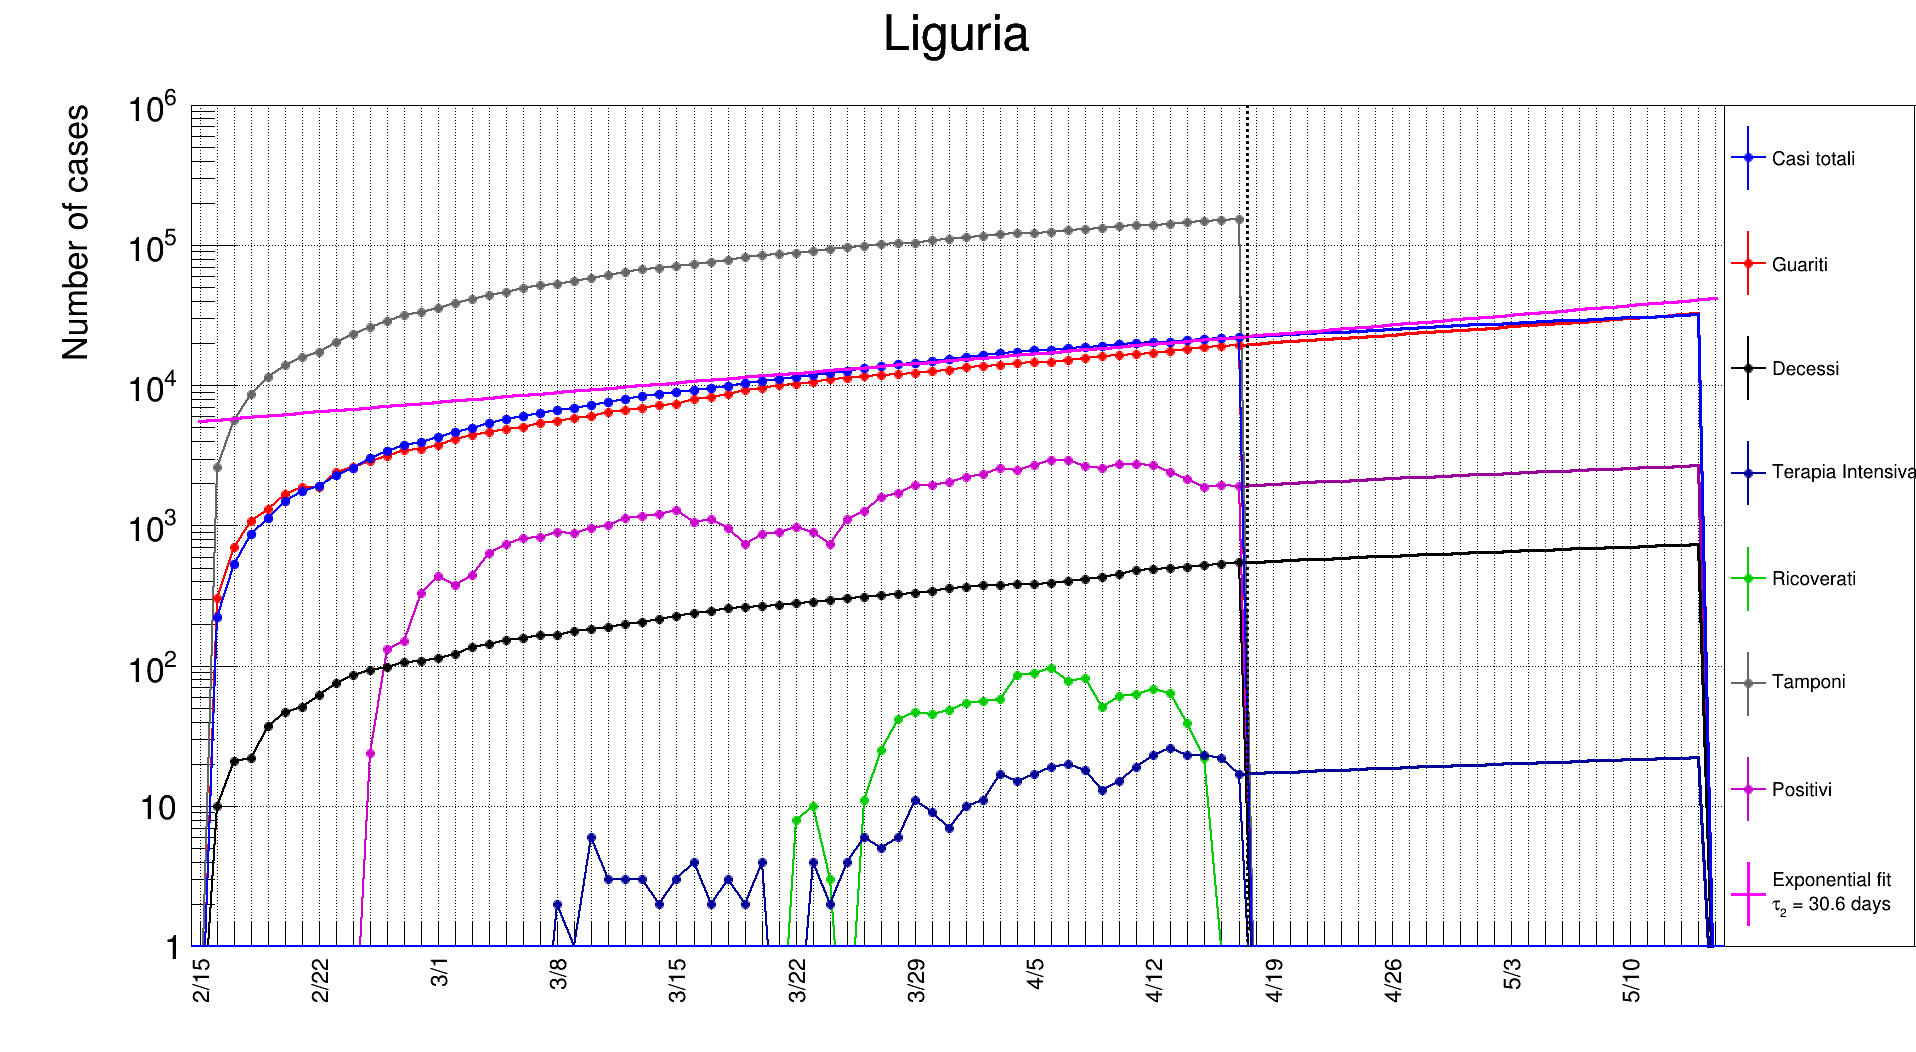 Liguria
Number of cases
10^6
10^5
10^4
10^3
10^2
10
1
2/15
2/22
3/1
3/8
3/15
3/22
3/29
4/5
4/12
4/19
4/26
5/3
5/10
Casi totali
Guariti
Decessi
Terapia Intensiva
Ricoverati
Tamponi
Positivi
Exponential fit
τ_2 = 30.6 days